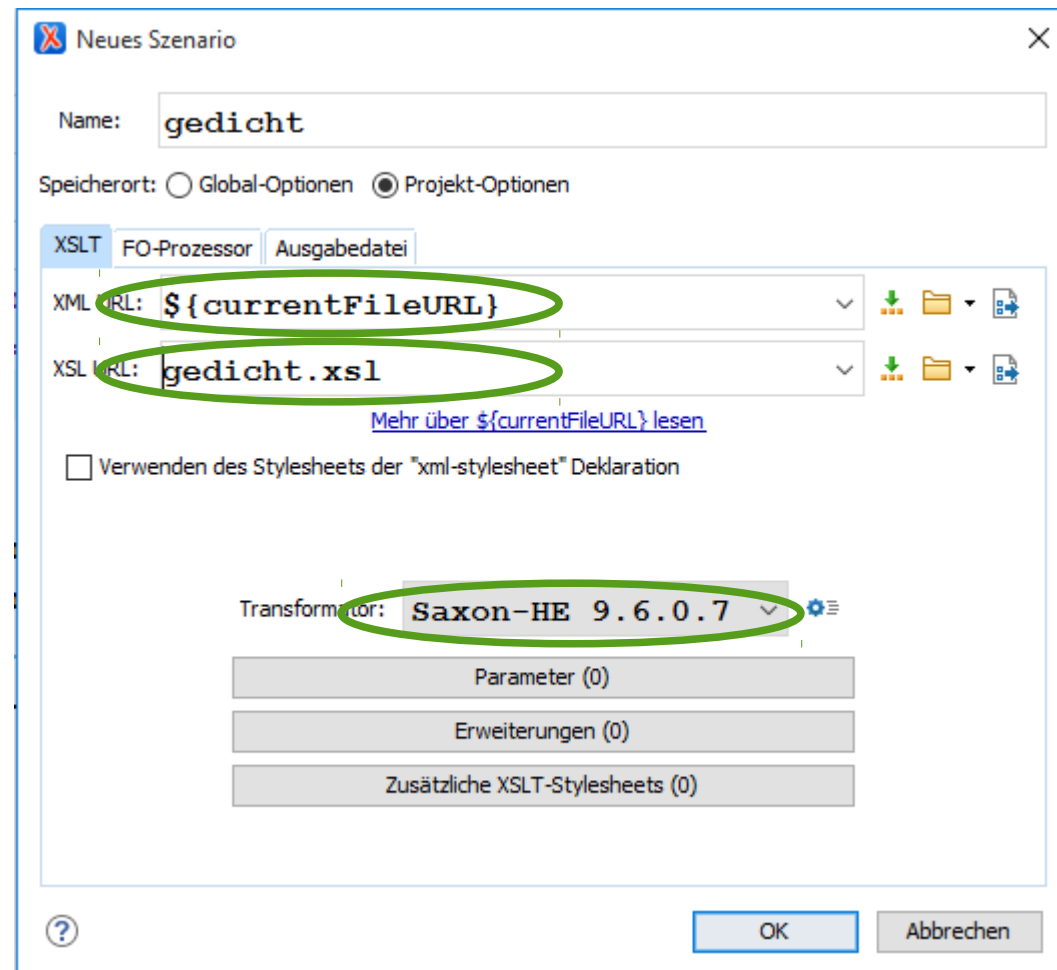 Neues Szenario
Name: gedicht
Speicherort: Global-Optionen Projekt-Optionen
XSLT FO-Prozessor Ausgabedatei
XML URL: ${currentFileURL}
XSL URL: gedicht.xsl
Mehr über ${currentFileURL} lesen
Verwenden des Stylesheets der "xml-stylesheet" Deklaration
Transformator: Saxon-HE 9.6.0.7
Parameter (0)
Erweiterungen (0)
Zusätzliche XSLT-Stylesheets (0)
? OK Abbrechen